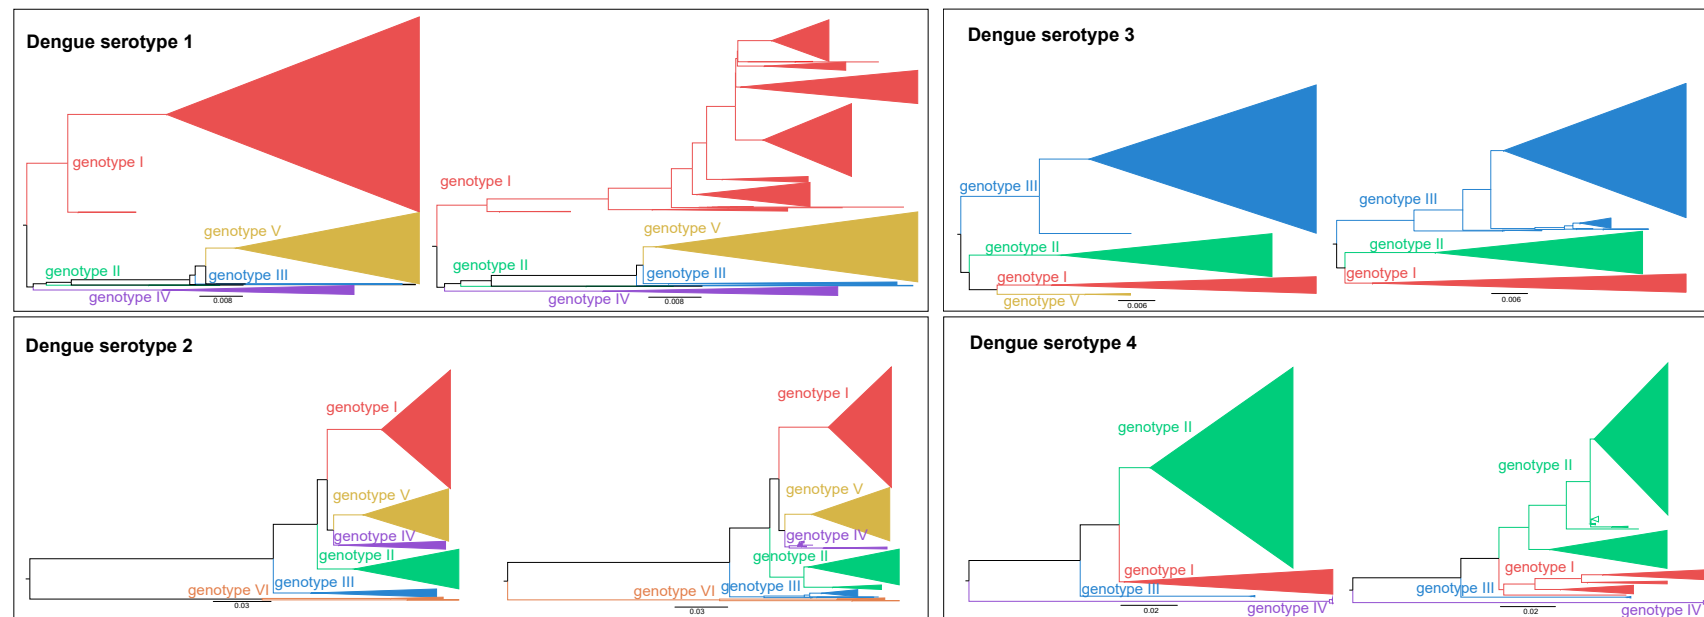 Dengue serotype 1
genotype I
genotype V
genotype II
genotype III
genotype IV
0.008
genotype I
genotype V
genotype II
genotype III
genotype IV
0.008
Dengue serotype 3
genotype III
genotype II
genotype I
genotype V
0.006
genotype III
genotype II
genotype I
0.006
Dengue serotype 2
genotype I
genotype V
genotype IV
genotype II
genotype III
genotype VI
0.03
genotype I
genotype V
genotype IV
genotype II
genotype III
genotype VI
0.03
Dengue serotype 4
genotype II
genotype I
genotype III
genotype IV
0.02
genotype II
genotype I
genotype III
genotype IV
0.02